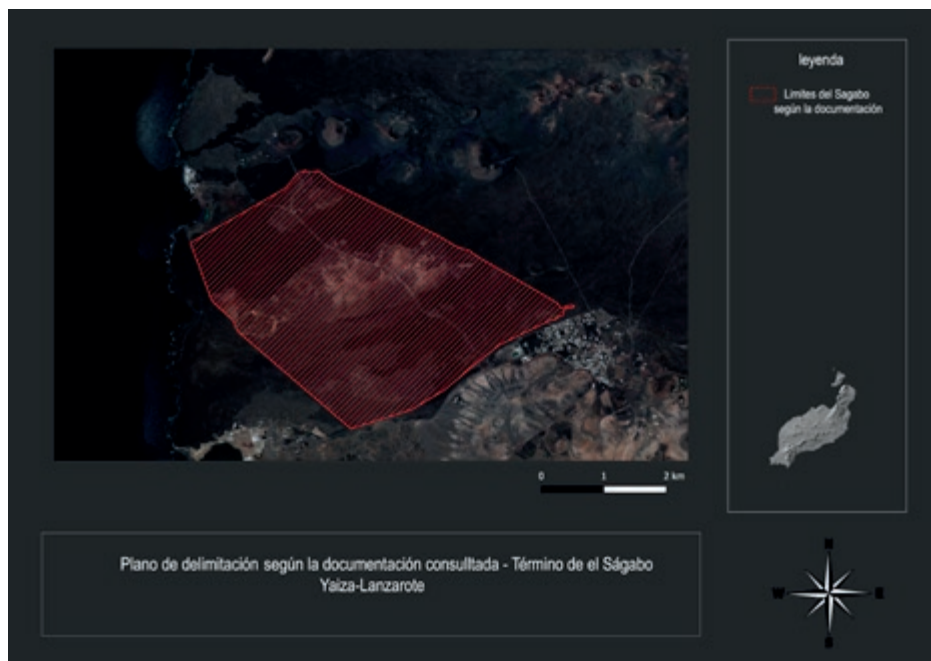 leyenda
Limites del Sagabo
según la documentación
0 1 2 km
Plano de delimitación según la documentación consulltada - Término de el Ságabo
Yaiza-Lanzarote
N
W E
S